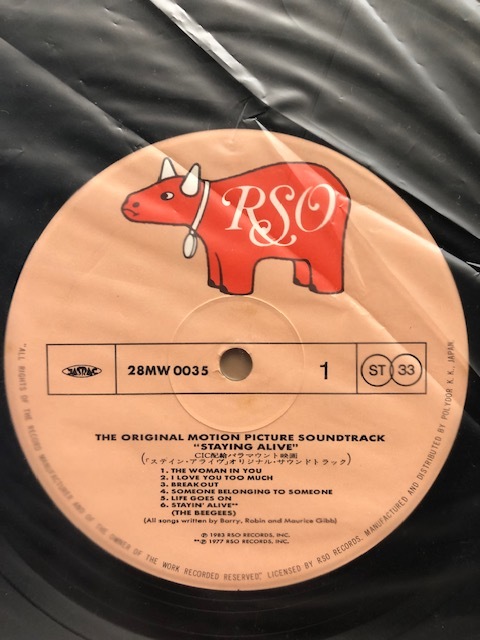 RSO
JASRAC
28MW 0035
1
ST 33
THE ORIGINAL MOTION PICTURE SOUNDTRACK
"STAYING ALIVE"
CIC配給パラマウント映画
(「ステイン・アライヴ」オリジナル・サウンドトラック)
1. THE WOMAN IN YOU
2. I LOVE YOU TOO MUCH
3. BREAKOUT
4. SOMEONE BELONGING TO SOMEONE
5. LIFE GOES ON
6. STAYIN' ALIVE**
(THE BEEGEES)
(All songs written by Barry, Robin and Maurice Gibb)
℗ 1983 RSO RECORDS, INC.
**℗ 1977 RSO RECORDS, INC.
"ALL RIGHTS OF THE RECORD MANUFACTURER AND OF THE OWNER OF THE WORK RECORDED RESERVED." LICENSED BY RSO RECORDS. MANUFACTURED AND DISTRIBUTED BY POLYDOR K.K., JAPAN